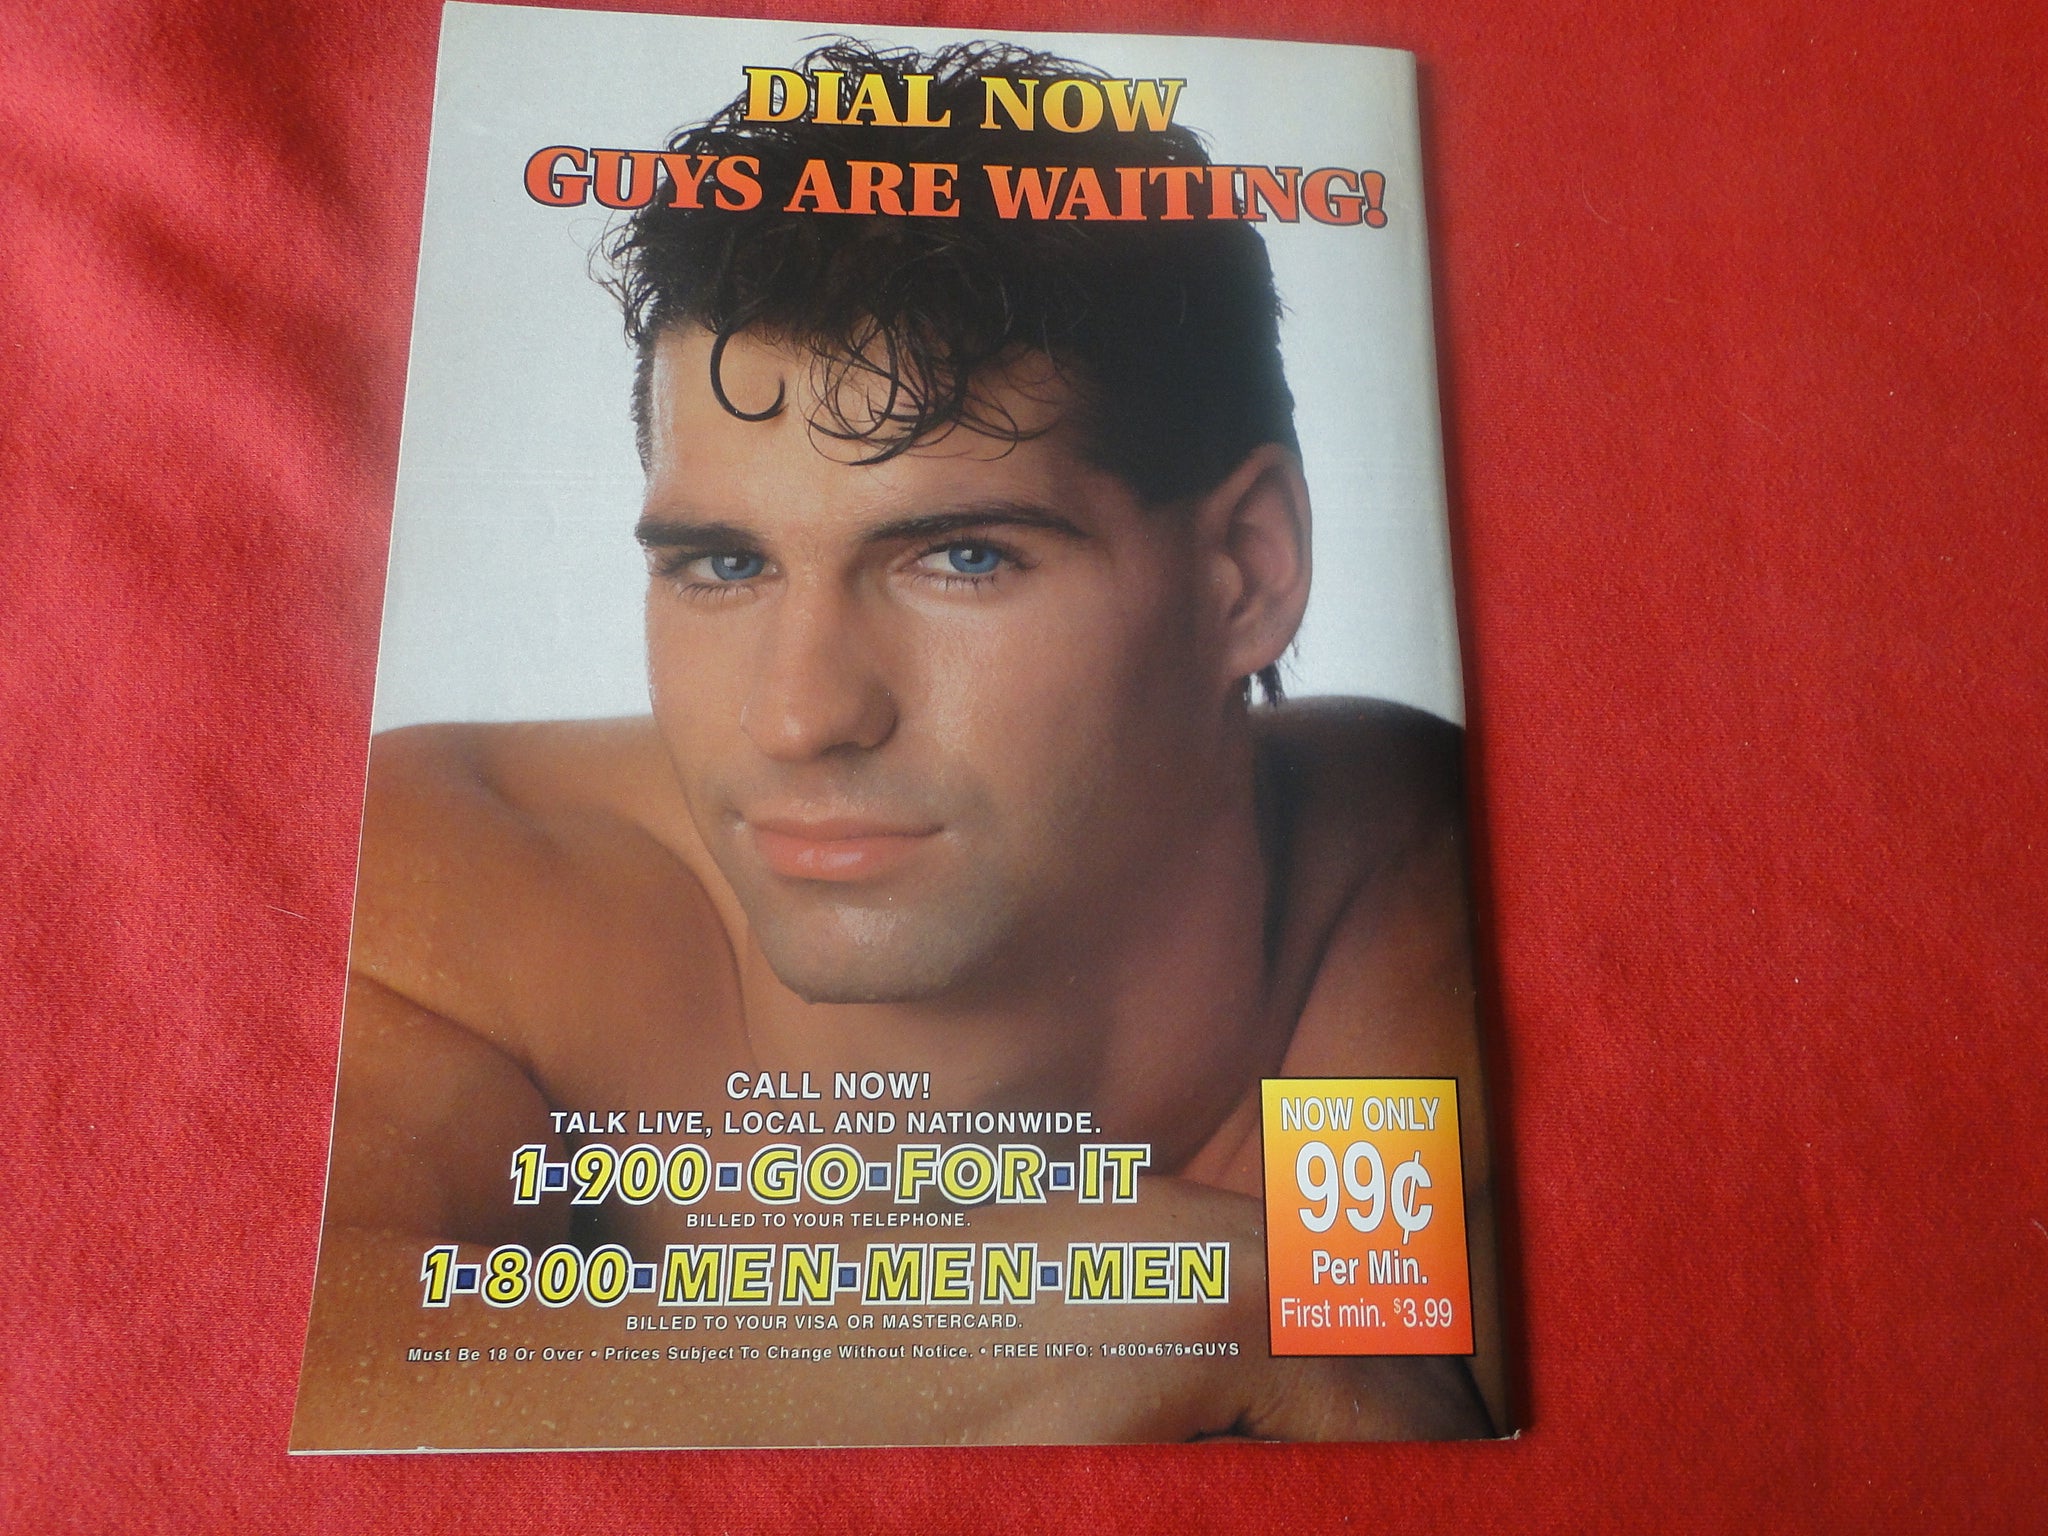 DIAL NOW
GUYS ARE WAITING!
CALL NOW!
TALK LIVE, LOCAL AND NATIONWIDE.
1-900-GO-FOR-IT
BILLED TO YOUR TELEPHONE.
1-800-MEN-MEN-MEN
BILLED TO YOUR VISA OR MASTERCARD.
Must Be 18 Or Over • Prices Subject To Change Without Notice. • FREE INFO: 1-800-676-GUYS
NOW ONLY
99¢
Per Min.
First min. $3.99